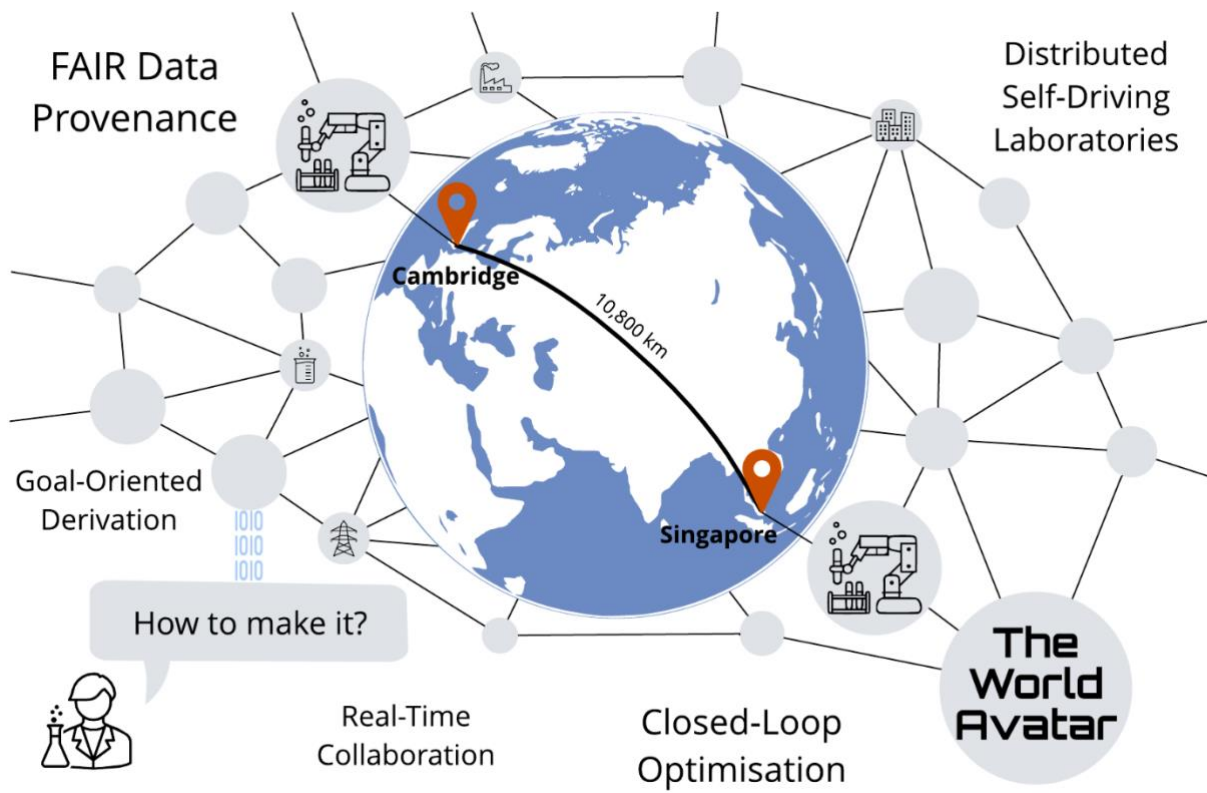 FAIR Data
Provenance
Distributed
Self-Driving
Laboratories
Cambridge
10,800 km
Singapore
Goal-Oriented
Derivation
1010
1010
1010
How to make it?
Real-Time
Collaboration
Closed-Loop
Optimisation
The
World
Avatar